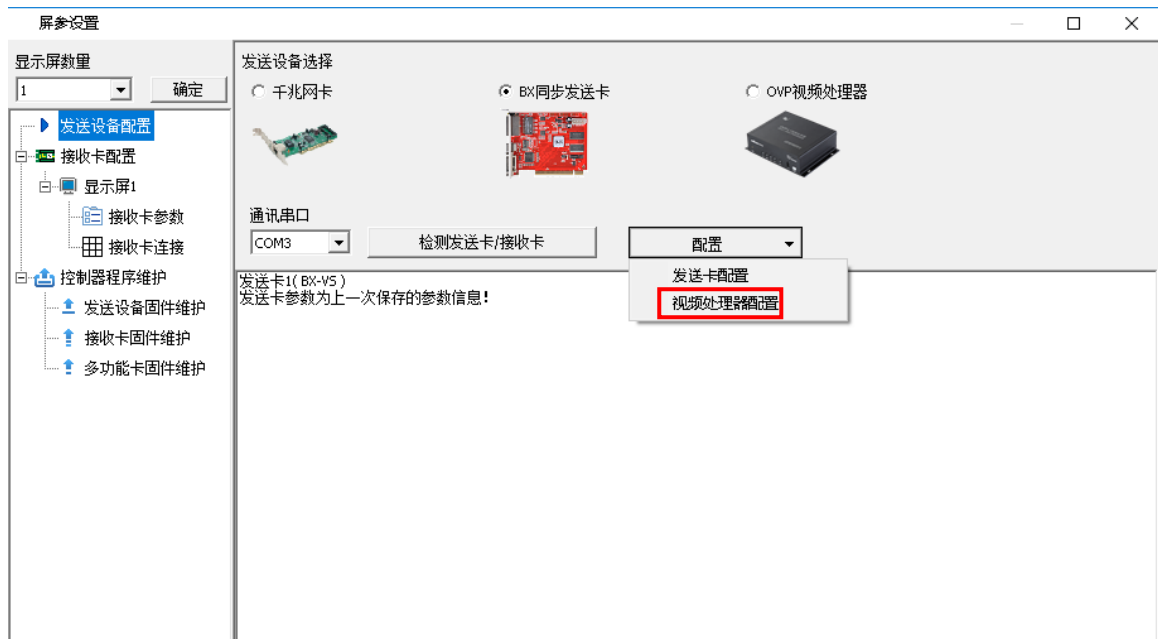 屏参设置
显示屏数量
1
确定
发送设备配置
接收卡配置
显示屏1
接收卡参数
接收卡连接
控制器程序维护
发送设备固件维护
接收卡固件维护
多功能卡固件维护
发送设备选择
千兆网卡
BX同步发送卡
OVP视频处理器
通讯串口
COM3
检测发送卡/接收卡
配置
发送卡配置
视频处理器配置
发送卡1(BX-VS)
发送卡参数为上一次保存的参数信息!